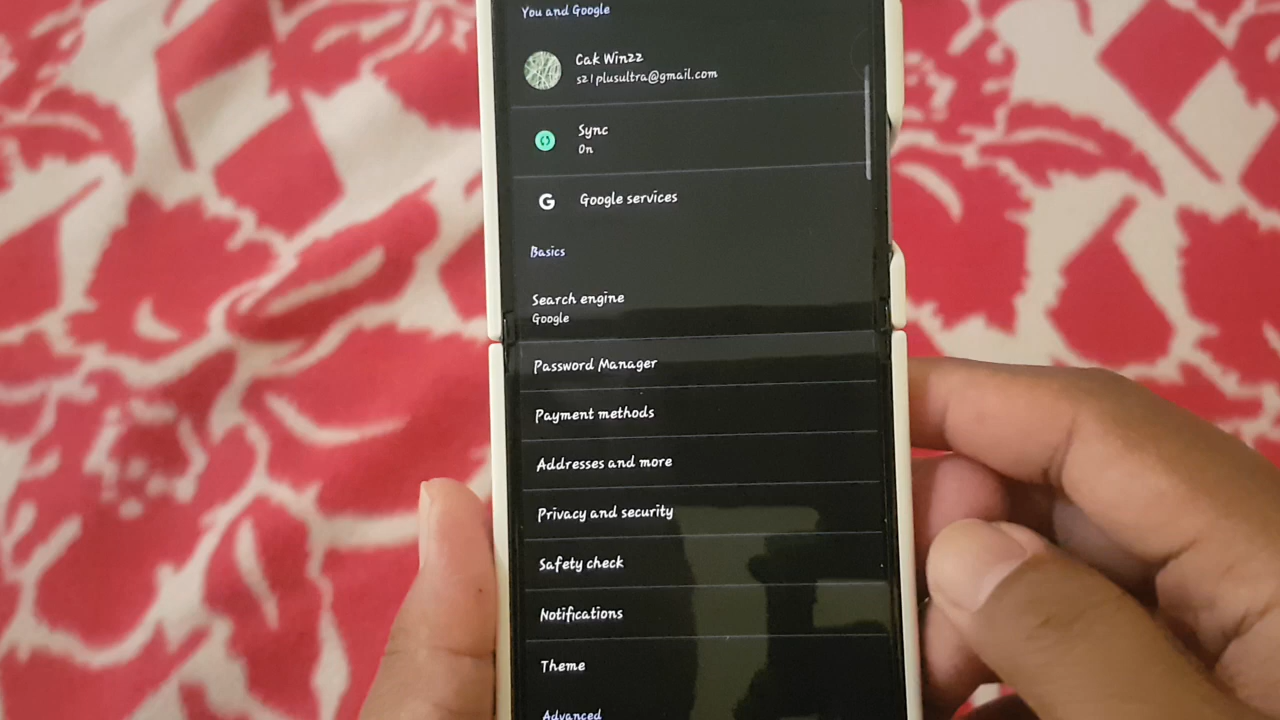 You and Google
Cak Win22
s21plusultra@gmail.com
Sync
On
G
Google services
Basics
Search engine
Google
Password Manager
Payment methods
Addresses and more
Privacy and security
Safety check
Notifications
Theme
Advanced